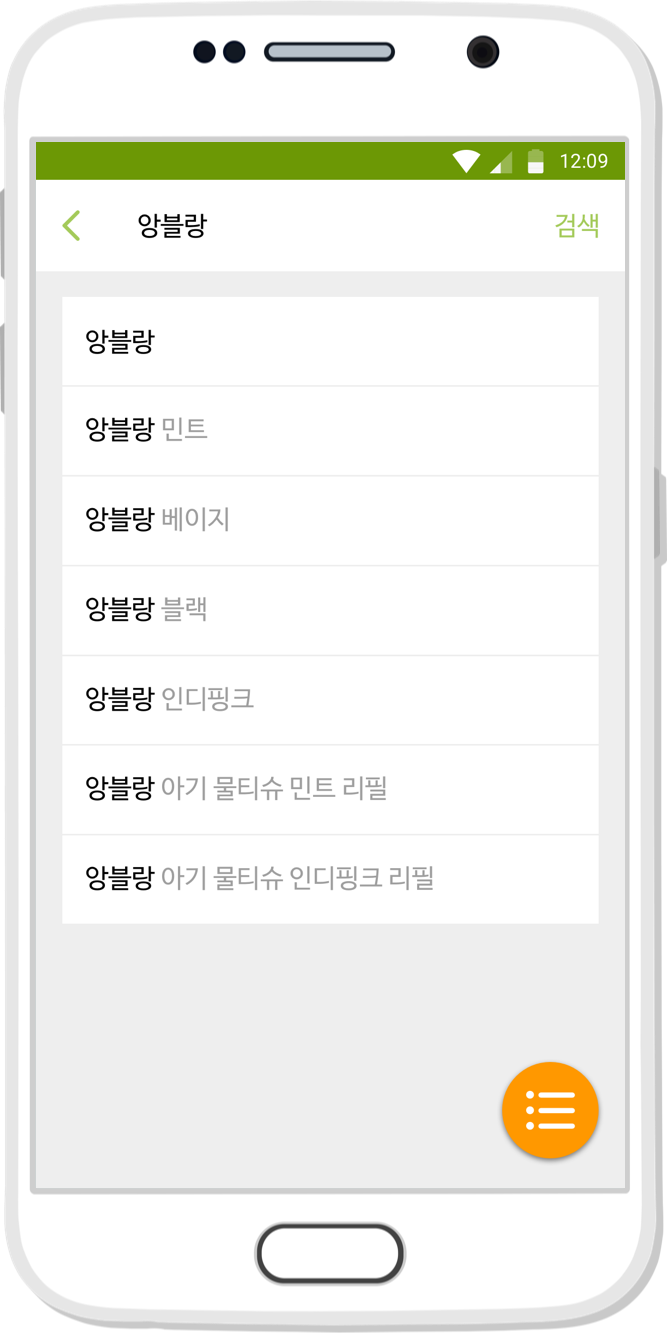 12:09
앙블랑 검색
앙블랑
앙블랑 민트
앙블랑 베이지
앙블랑 블랙
앙블랑 인디핑크
앙블랑 아기 물티슈 민트 리필
앙블랑 아기 물티슈 인디핑크 리필